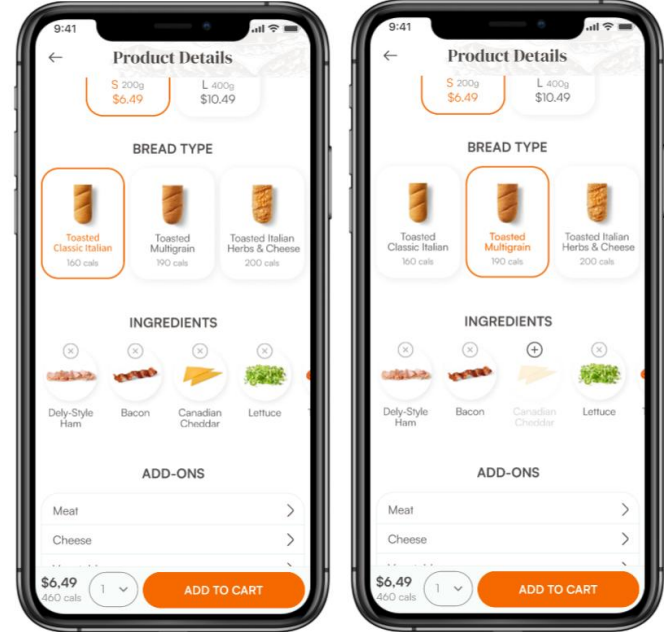 9:41
Product Details
S 200g
$6.49
L 400g
$10.49
BREAD TYPE
Toasted
Classic Italian
160 cals
Toasted
Multigrain
190 cals
Toasted Italian
Herbs & Cheese
200 cals
INGREDIENTS
Dely-Style
Ham
Bacon
Canadian
Cheddar
Lettuce
ADD-ONS
Meat
Cheese
$6,49
460 cals
1
ADD TO CART
9:41
Product Details
S 200g
$6.49
L 400g
$10.49
BREAD TYPE
Toasted
Classic Italian
160 cals
Toasted
Multigrain
190 cals
Toasted Italian
Herbs & Cheese
200 cals
INGREDIENTS
Dely-Style
Ham
Bacon
Canadian
Cheddar
Lettuce
ADD-ONS
Meat
Cheese
$6,49
460 cals
1
ADD TO CART